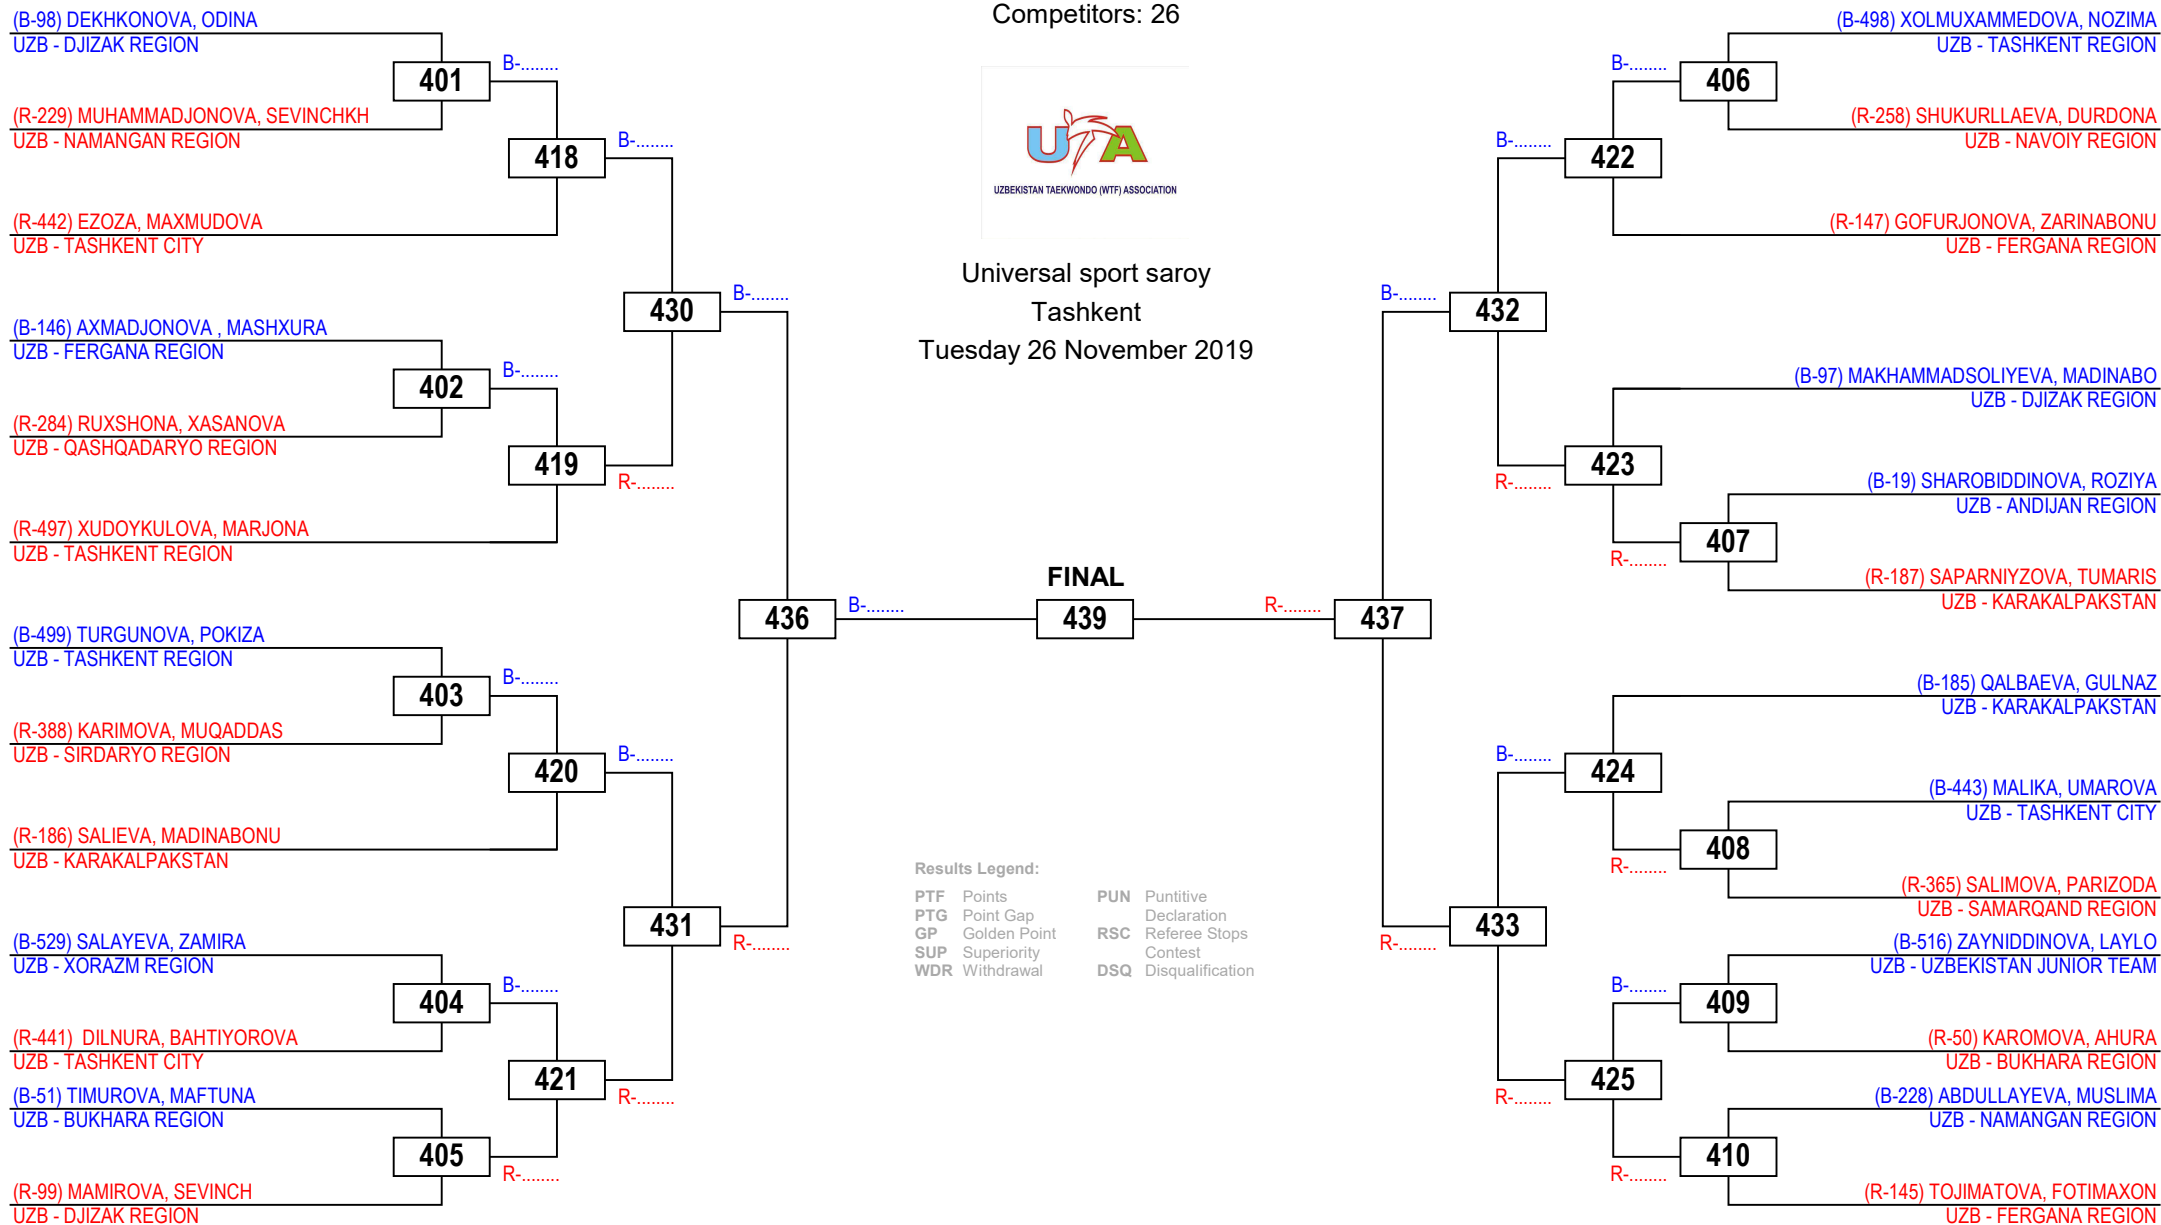 Competitors: 26
UTA
UZBEKISTAN TAEKWONDO (WTF) ASSOCIATION
Universal sport saroy
Tashkent
Tuesday 26 November 2019
(B-98) DEKHKONOVA, ODINA
UZB - DJIZAK REGION
401
B-........
(R-229) MUHAMMADJONOVA, SEVINCHKH
UZB - NAMANGAN REGION
418
B-........
(R-442) EZOZA, MAXMUDOVA
UZB - TASHKENT CITY
430
B-........
(B-146) AXMADJONOVA , MASHXURA
UZB - FERGANA REGION
402
B-........
(R-284) RUXSHONA, XASANOVA
UZB - QASHQADARYO REGION
419
R-........
(R-497) XUDOYKULOVA, MARJONA
UZB - TASHKENT REGION
436
B-........
(B-499) TURGUNOVA, POKIZA
UZB - TASHKENT REGION
403
B-........
(R-388) KARIMOVA, MUQADDAS
UZB - SIRDARYO REGION
420
B-........
(R-186) SALIEVA, MADINABONU
UZB - KARAKALPAKSTAN
431
R-........
(B-529) SALAYEVA, ZAMIRA
UZB - XORAZM REGION
404
B-........
(R-441) DILNURA, BAHTIYOROVA
UZB - TASHKENT CITY
421
R-........
(B-51) TIMUROVA, MAFTUNA
UZB - BUKHARA REGION
405
R-........
(R-99) MAMIROVA, SEVINCH
UZB - DJIZAK REGION
FINAL
439
Results Legend:
PTF Points
PTG Point Gap
GP Golden Point
SUP Superiority
WDR Withdrawal
PUN Puntitive
Declaration
RSC Referee Stops
Contest
DSQ Disqualification
(B-498) XOLMUXAMMEDOVA, NOZIMA
UZB - TASHKENT REGION
B-........
406
(R-258) SHUKURLLAEVA, DURDONA
UZB - NAVOIY REGION
B-........
422
(R-147) GOFURJONOVA, ZARINABONU
UZB - FERGANA REGION
B-........
432
(B-97) MAKHAMMADSOLIYEVA, MADINABO
UZB - DJIZAK REGION
423
R-........
(B-19) SHAROBIDDINOVA, ROZIYA
UZB - ANDIJAN REGION
407
R-........
(R-187) SAPARNIYZOVA, TUMARIS
UZB - KARAKALPAKSTAN
R-........
437
(B-185) QALBAEVA, GULNAZ
UZB - KARAKALPAKSTAN
B-........
424
(B-443) MALIKA, UMAROVA
UZB - TASHKENT CITY
408
R-........
(R-365) SALIMOVA, PARIZODA
UZB - SAMARQAND REGION
433
R-........
(B-516) ZAYNIDDINOVA, LAYLO
UZB - UZBEKISTAN JUNIOR TEAM
B-........
409
(R-50) KAROMOVA, AHURA
UZB - BUKHARA REGION
425
R-........
(B-228) ABDULLAYEVA, MUSLIMA
UZB - NAMANGAN REGION
410
R-........
(R-145) TOJIMATOVA, FOTIMAXON
UZB - FERGANA REGION